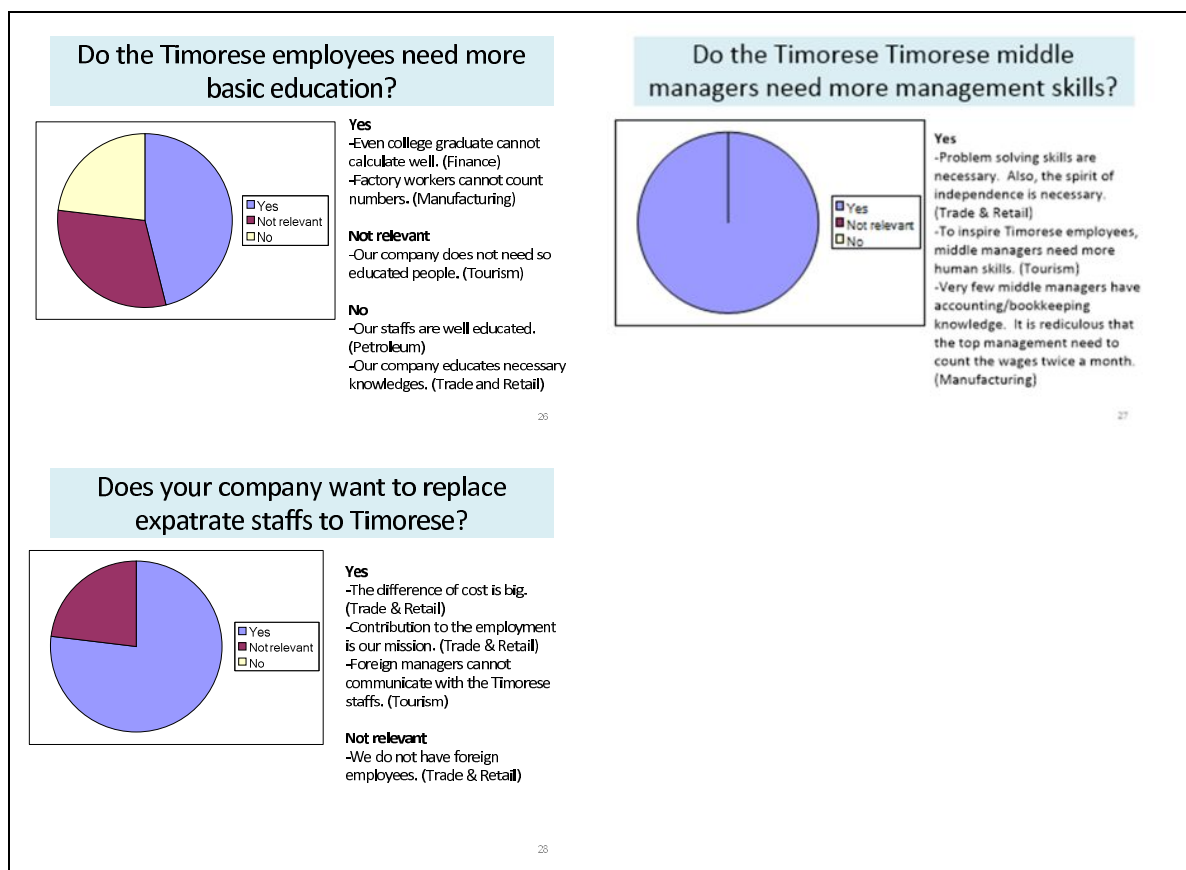 Do the Timorese employees need more
basic education?
Yes
Not relevant
No
Yes
-Even college graduate cannot
calculate well. (Finance)
-Factory workers cannot count
numbers. (Manufacturing)
Not relevant
-Our company does not need so
educated people. (Tourism)
No
-Our staffs are well educated.
(Petroleum)
-Our company educates necessary
knowledges. (Trade and Retail)
26
Do the Timorese Timorese middle
managers need more management skills?
Yes
Not relevant
No
Yes
-Problem solving skills are
necessary. Also, the spirit of
independence is necessary.
(Trade & Retail)
-To inspire Timorese employees,
middle managers need more
human skills. (Tourism)
-Very few middle managers have
accounting/bookkeeping
knowledge. It is rediculous that
the top management need to
count the wages twice a month.
(Manufacturing)
27
Does your company want to replace
expatrate staffs to Timorese?
Yes
Not relevant
No
Yes
-The difference of cost is big.
(Trade & Retail)
-Contribution to the employment
is our mission. (Trade & Retail)
-Foreign managers cannot
communicate with the Timorese
staffs. (Tourism)
Not relevant
-We do not have foreign
employees. (Trade & Retail)
28